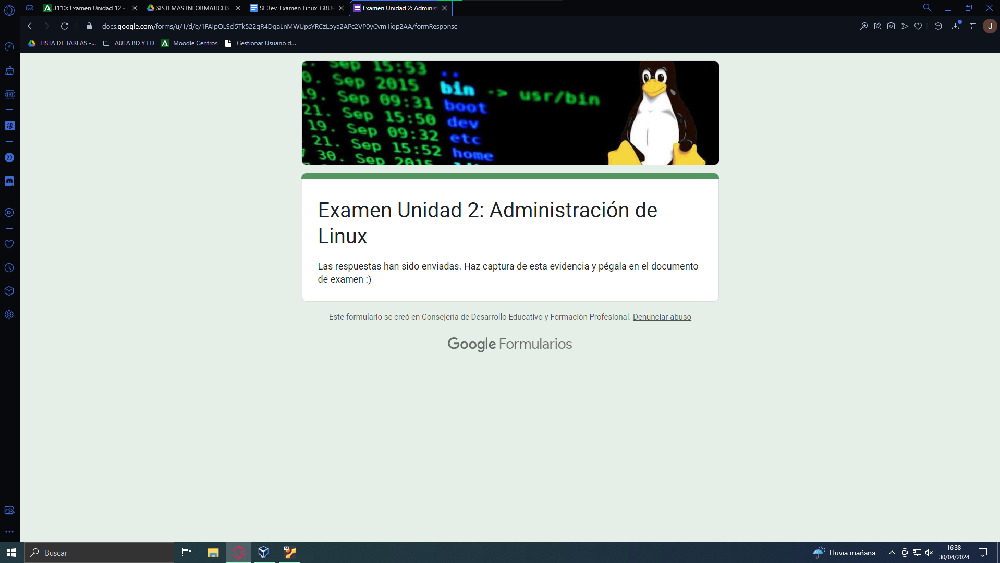 3110: Examen Unidad 12 -
SISTEMAS INFORMATICOS
SI_3ev_Examen Linux_GRU
Examen Unidad 2: Adminis
docs.google.com/forms/u/1/d/e/1FAIpQLScl5Tk522qR4DqaLnMWUpsYRCzLoya2APc2VP0yCvm1iqp2AA/formResponse
J
LISTA DE TAREAS -...
AULA BD Y ED
Moodle Centros
Gestionar Usuario d...
Sep 15:53
0. Sep 2015
19. Sep 09:31
21. Sep 15:50
19. Sep 09:32
21. Sep 15:52
30. Sep 2015
..
bin -> usr/bin
boot
dev
etc
home
Examen Unidad 2: Administración de
Linux
Las respuestas han sido enviadas. Haz captura de esta evidencia y pégala en el documento
de examen :)
Este formulario se creó en Consejería de Desarrollo Educativo y Formación Profesional. Denunciar abuso
Google Formularios
Buscar
64
Lluvia mañana
16:38
30/04/2024